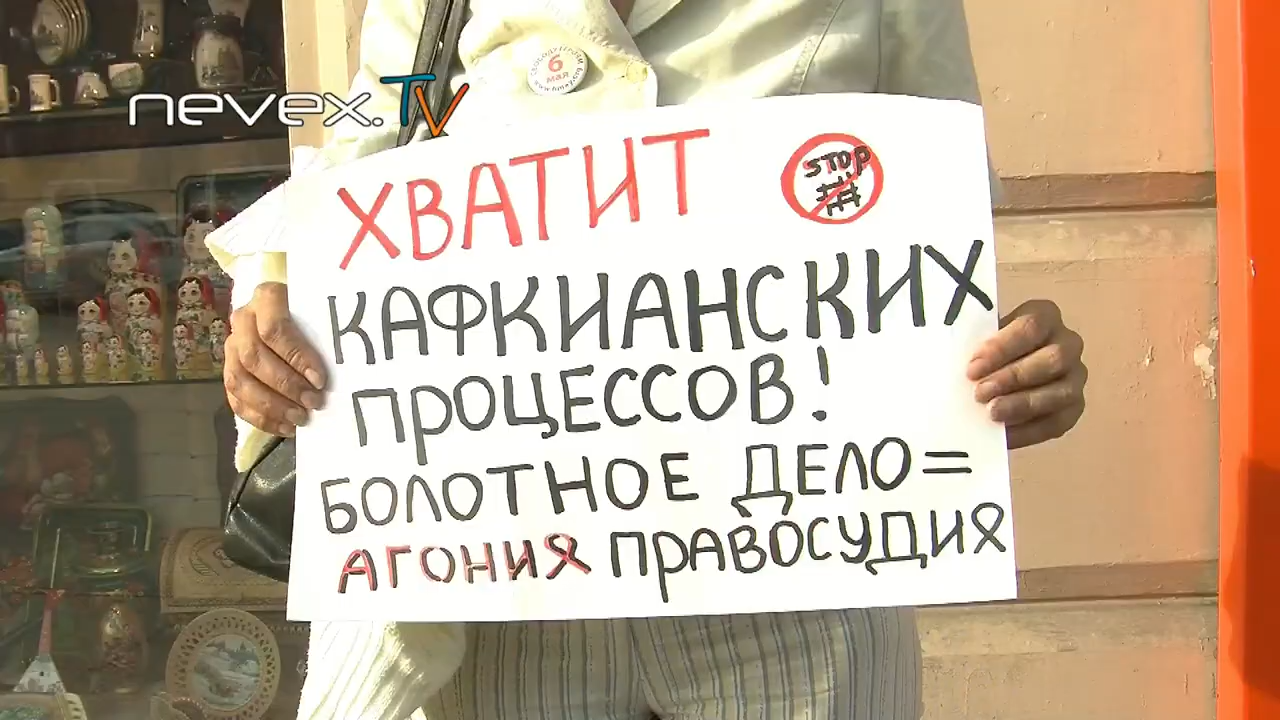 nevex.TV
6
мая
ХВАТИТ
STOP
КАФКИАНСКИХ
ПРОЦЕССОВ!
БОЛОТНОЕ ДЕЛО=
АГОНИЯ ПРАВОСУДИЯ